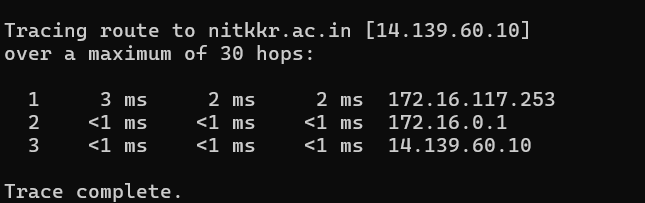 Tracing route to nitkkr.ac.in [14.139.60.10]
over a maximum of 30 hops:
1 3 ms 2 ms 2 ms 172.16.117.253
2 <1 ms <1 ms <1 ms 172.16.0.1
3 <1 ms <1 ms <1 ms 14.139.60.10
Trace complete.